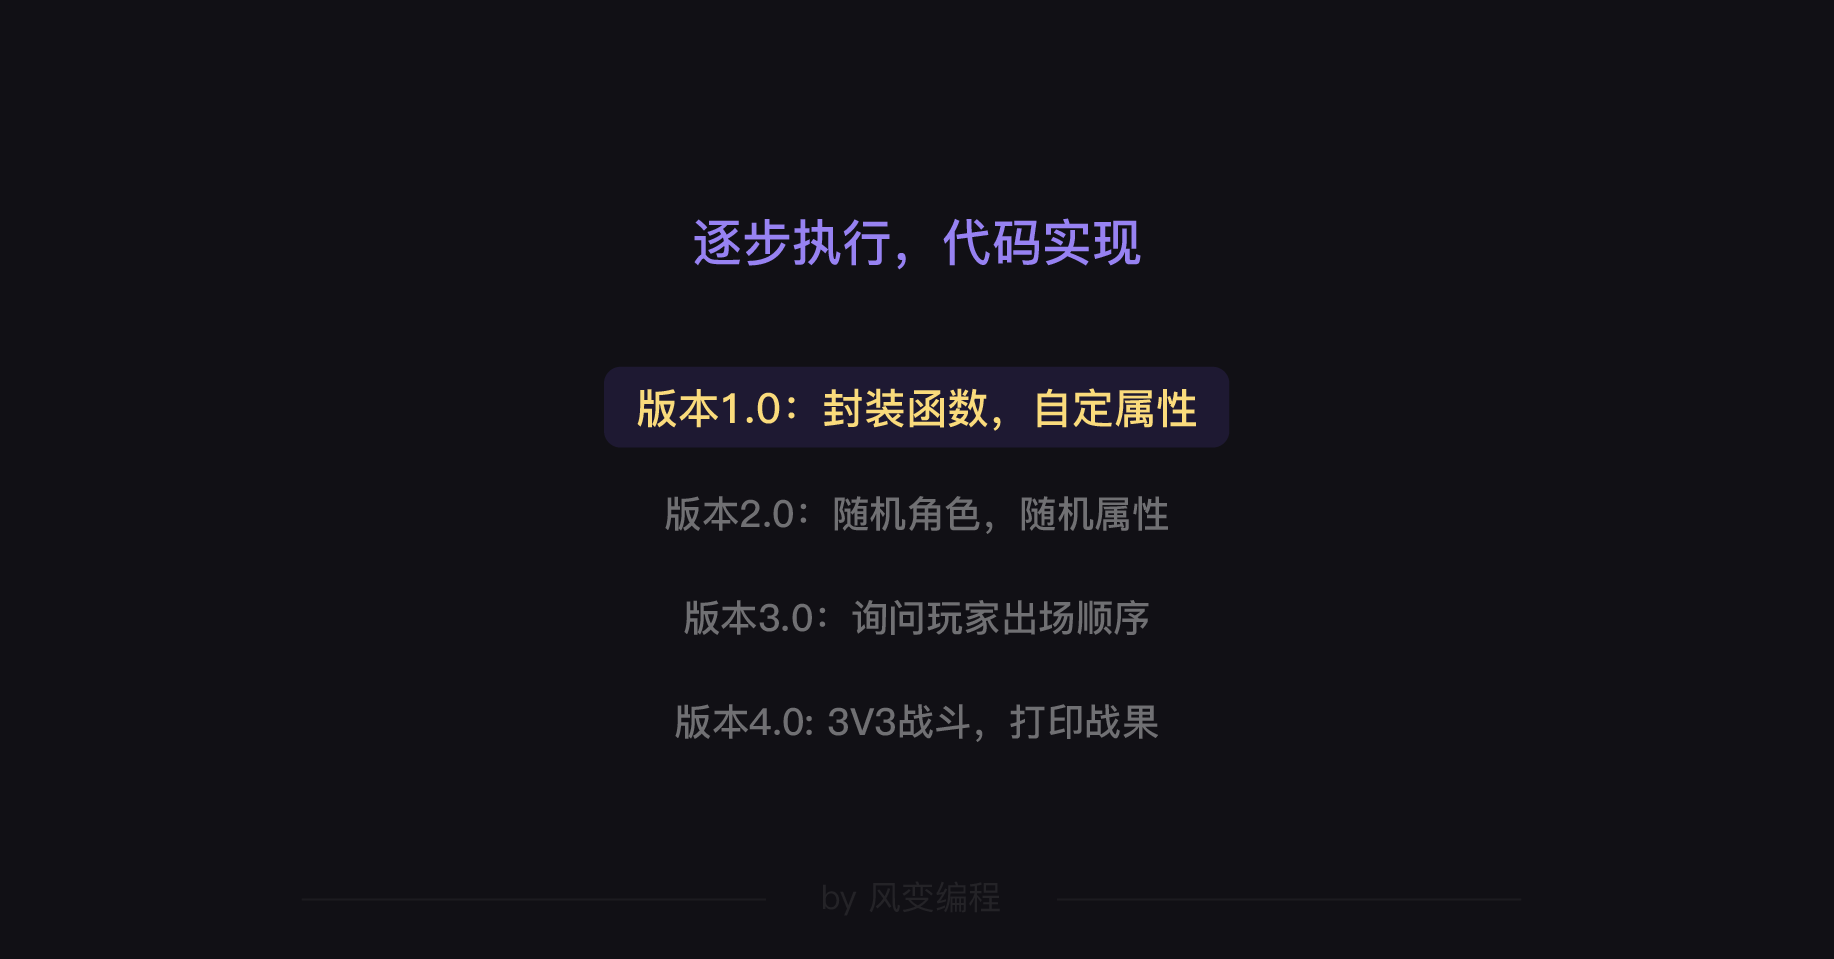 逐步执行，代码实现
版本1.0：封装函数，自定属性
版本2.0：随机角色，随机属性
版本3.0：询问玩家出场顺序
版本4.0: 3V3战斗，打印战果
by 风变编程